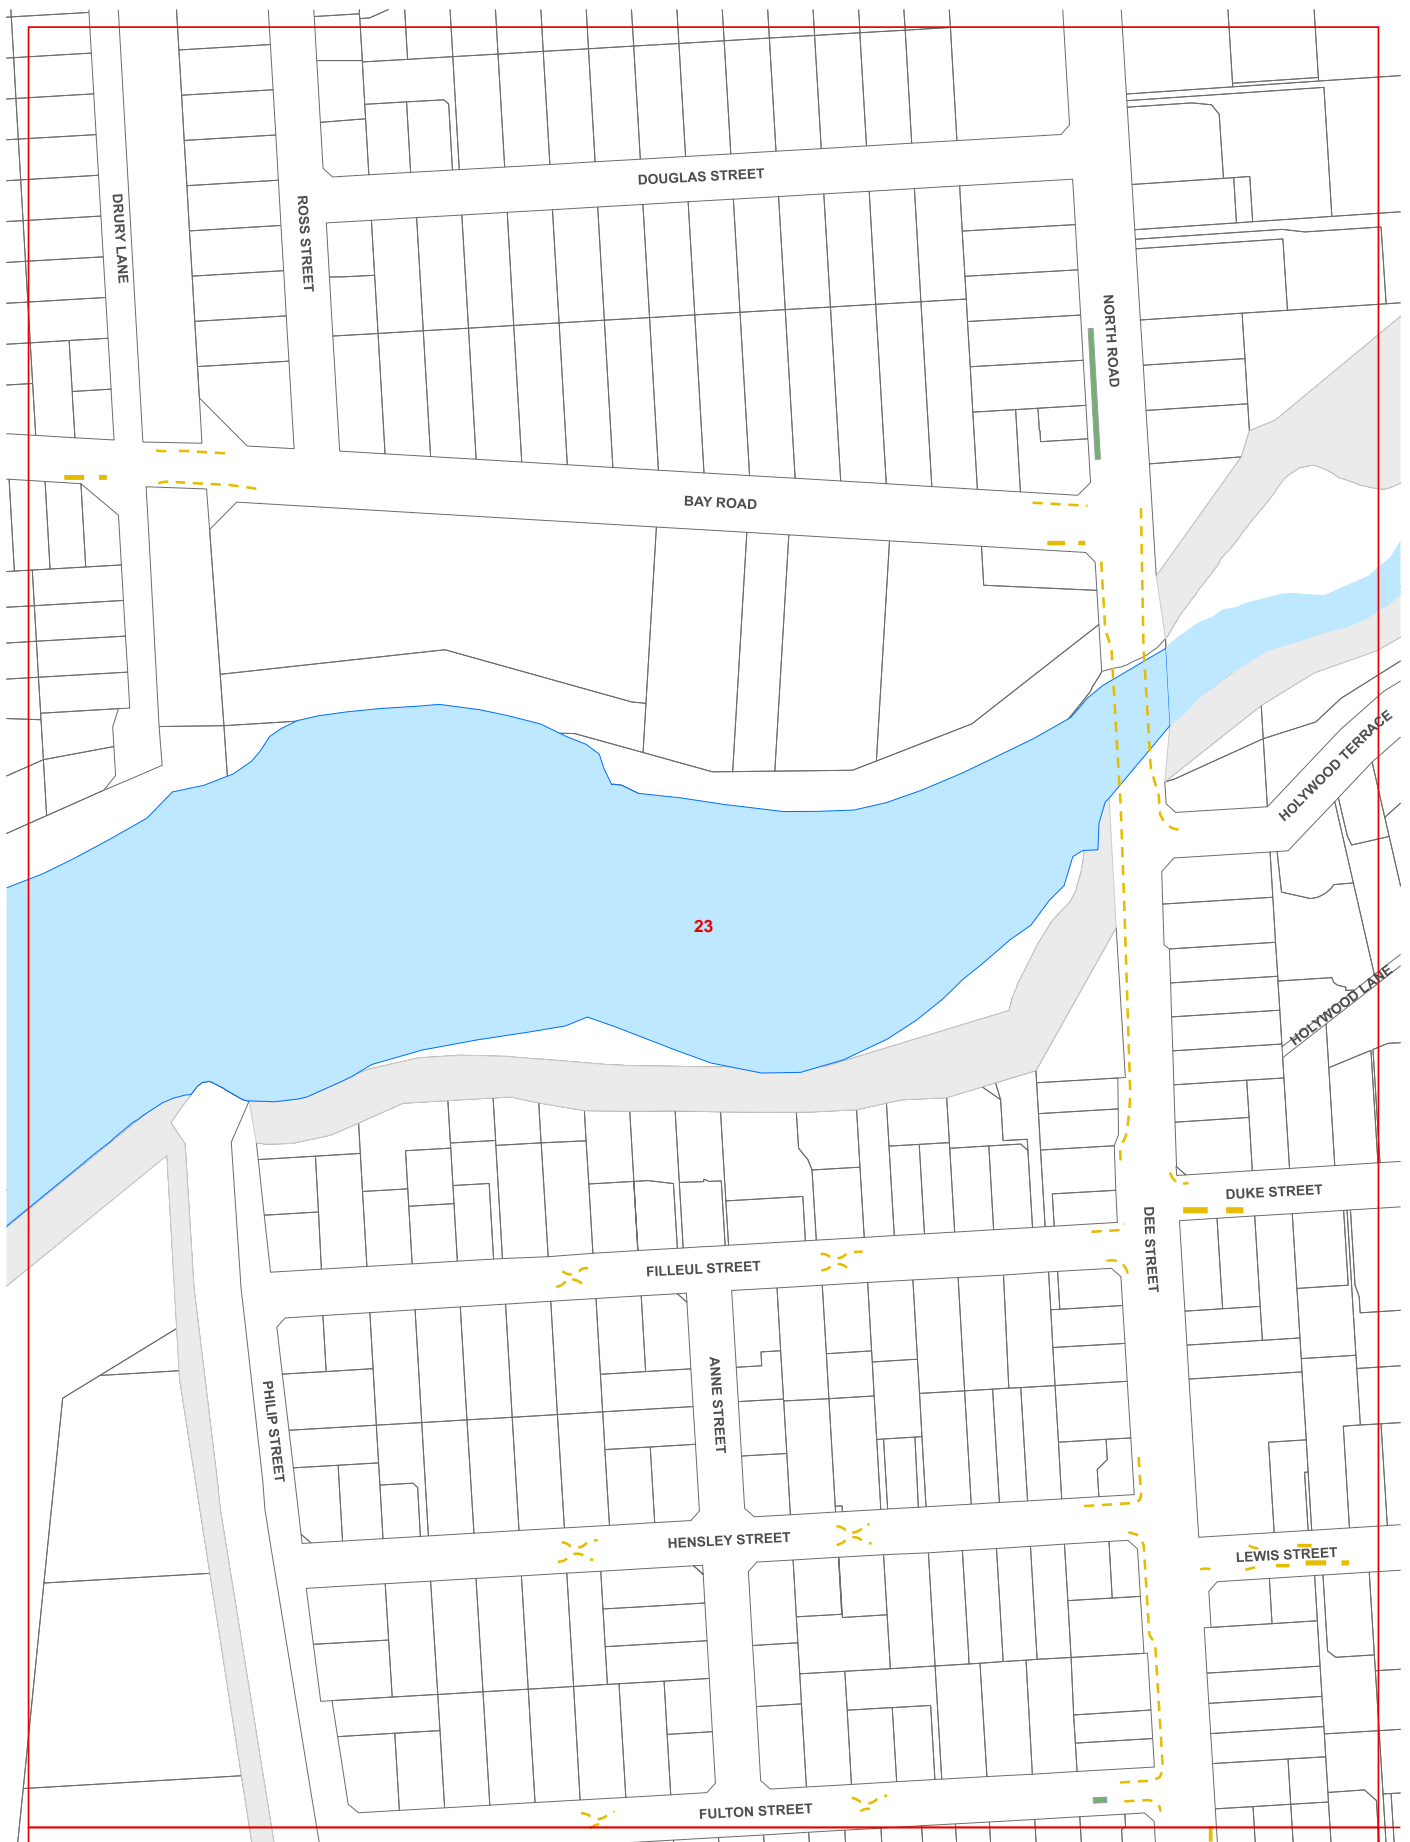 DOUGLAS STREET
DRURY LANE
ROSS STREET
NORTH ROAD
BAY ROAD
HOLYWOOD TERRACE
23
HOLYWOOD LANE
DUKE STREET
DEE STREET
FILLEUL STREET
ANNE STREET
PHILIP STREET
HENSLEY STREET
LEWIS STREET
FULTON STREET